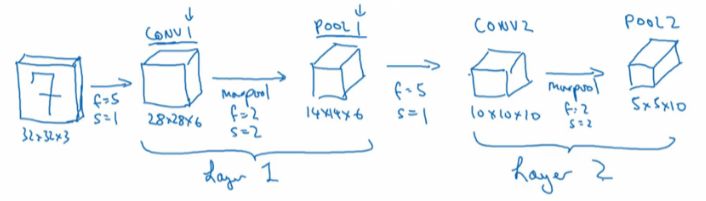 CONV1
POOL1
CONV2
POOL2
7
f=5
s=1
maxpool
f=2
s=2
f=5
s=1
maxpool
f=2
s=2
32x32x3
28x28x6
14x14x6
10x10x10
5x5x10
Layer 1
Layer 2